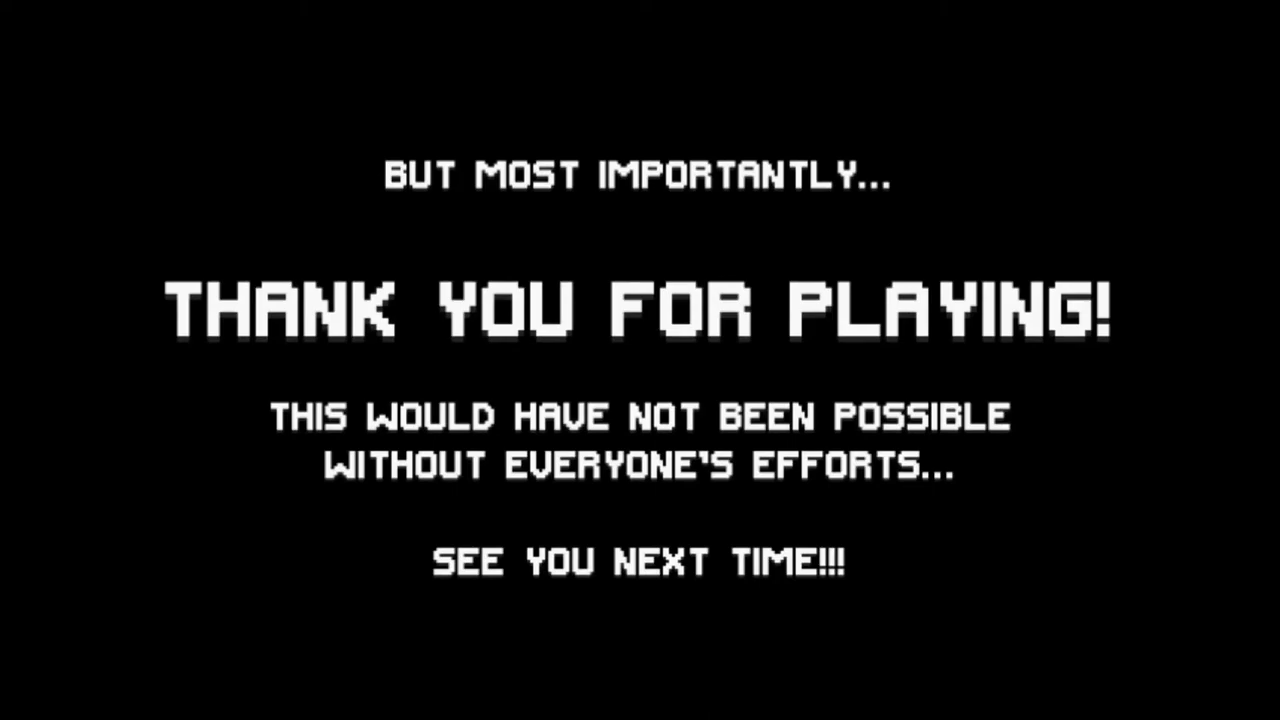 BUT MOST IMPORTANTLY...
THANK YOU FOR PLAYING!
THIS WOULD HAVE NOT BEEN POSSIBLE
WITHOUT EVERYONE'S EFFORTS...
SEE YOU NEXT TIME!!!